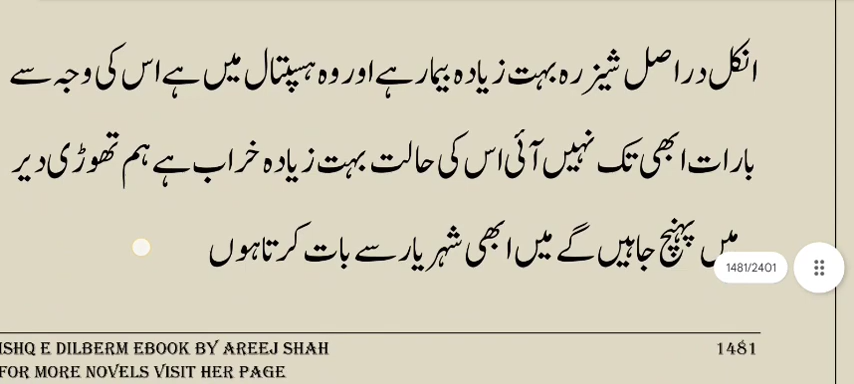 انکل دراصل شیزرہ بہت زیادہ بیمار ہے اور وہ ہسپتال میں ہے اس کی وجہ سے
بارات ابھی تک نہیں آئی اس کی حالت بہت زیادہ خراب ہے ہم تھوڑی دیر
میں پہنچ جاہیں گے میں ابھی شہریار سے بات کرتا ہوں
1481/2401
ISHQ E DILBERM EBOOK BY AREEJ SHAH 1481
FOR MORE NOVELS VISIT HER PAGE